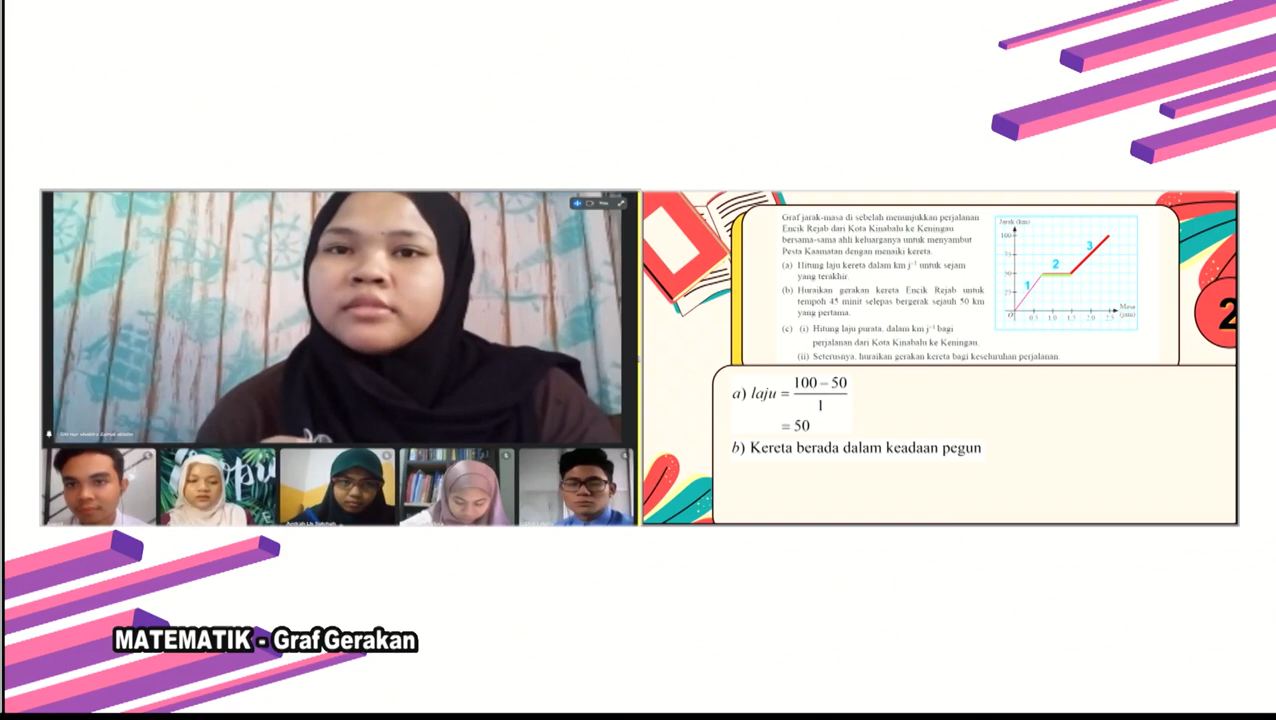 Graf jarak-masa di sebelah menunjukkan perjalanan
Encik Rejab dari Kota Kinabalu ke Keningau
bersama-sama ahli keluarganya untuk menyambut
Pesta Kaamatan dengan menaiki kereta.
(a) Hitung laju kereta dalam km j⁻¹ untuk sejam
yang terakhir.
(b) Huraikan gerakan kereta Encik Rejab untuk
tempoh 45 minit selepas bergerak sejauh 50 km
yang pertama.
(c) (i) Hitung laju purata, dalam km j⁻¹ bagi
perjalanan dari Kota Kinabalu ke Keningau.
(ii) Seterusnya, huraikan gerakan kereta bagi keseluruhan perjalanan.
Jarak (km)
100
75
50
25
O
0.5 1.0 1.5 2.0 2.5
Masa
(jam)
1
2
3
2
a) laju = 100 – 50
1
= 50
b) Kereta berada dalam keadaan pegun
MATEMATIK - Graf Gerakan